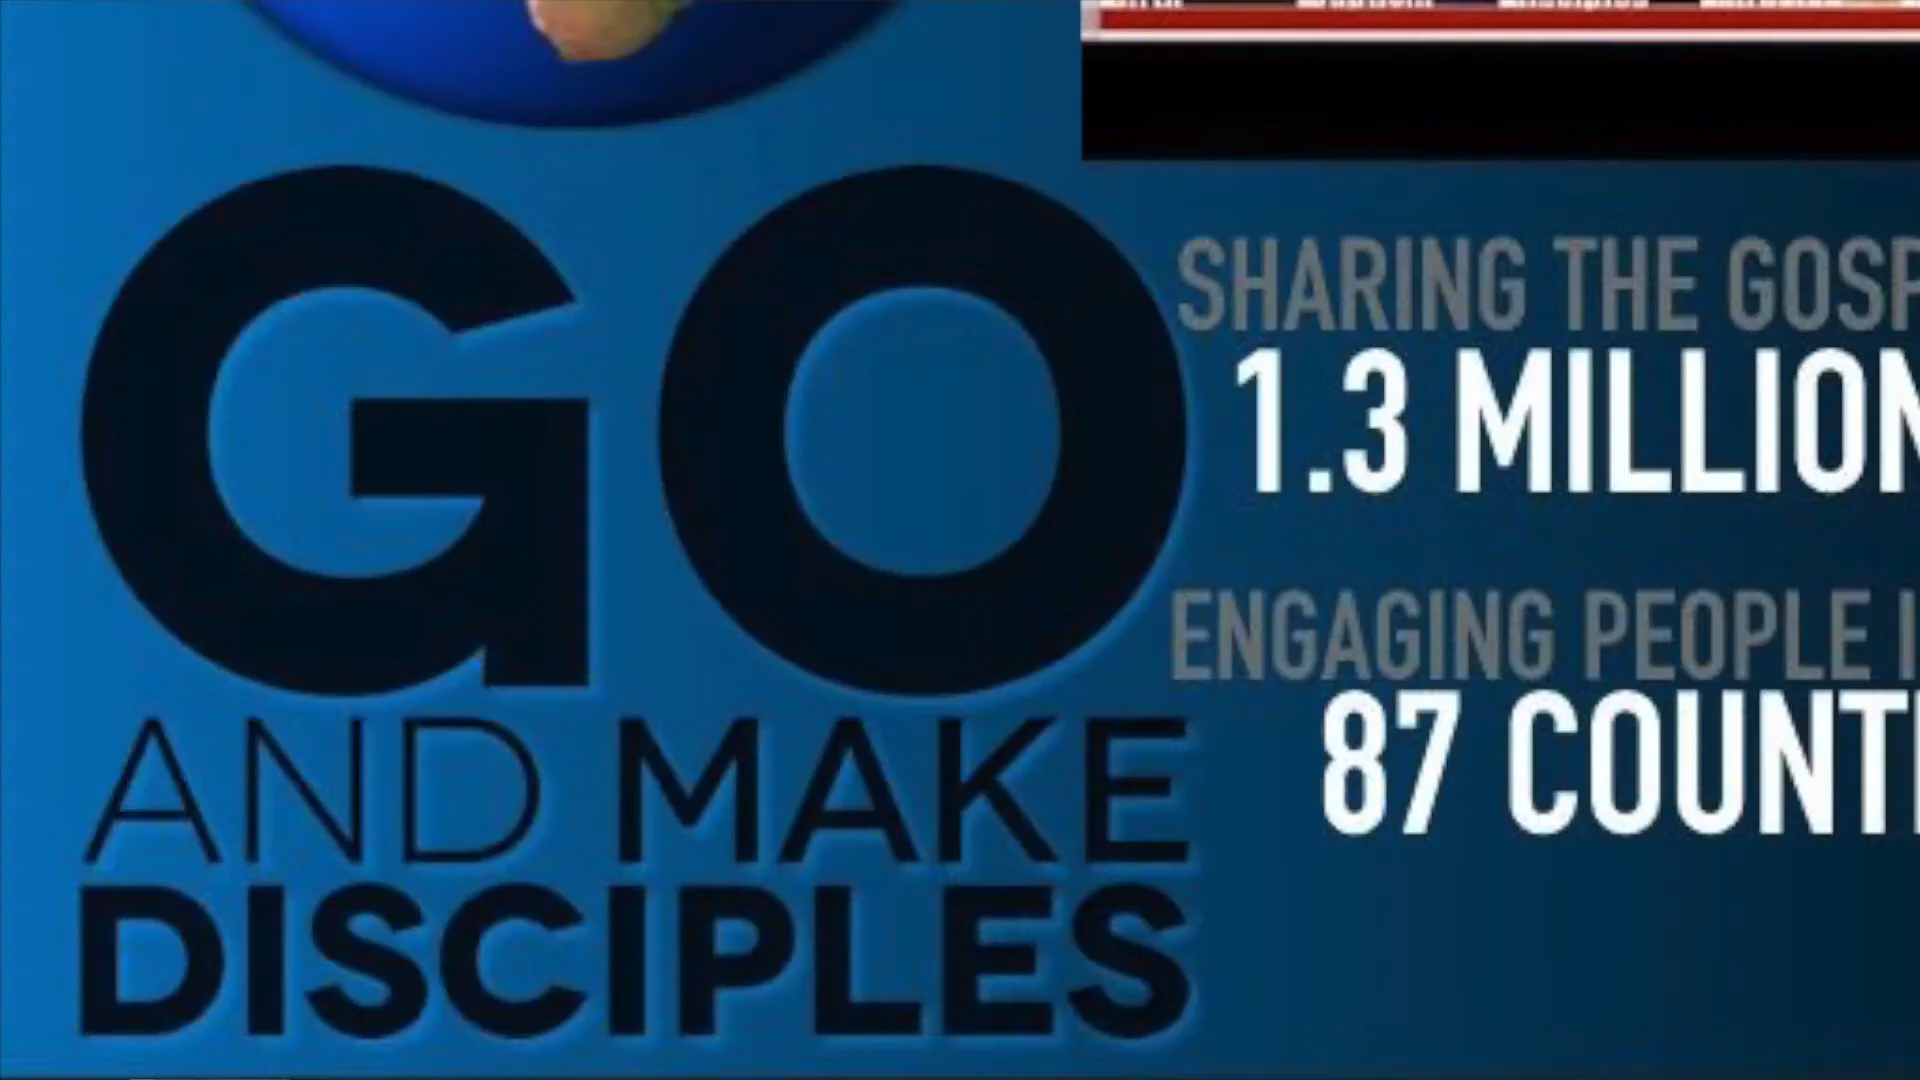 GO
AND MAKE
DISCIPLES
SHARING THE GOSP
1.3 MILLION
ENGAGING PEOPLE I
87 COUNT